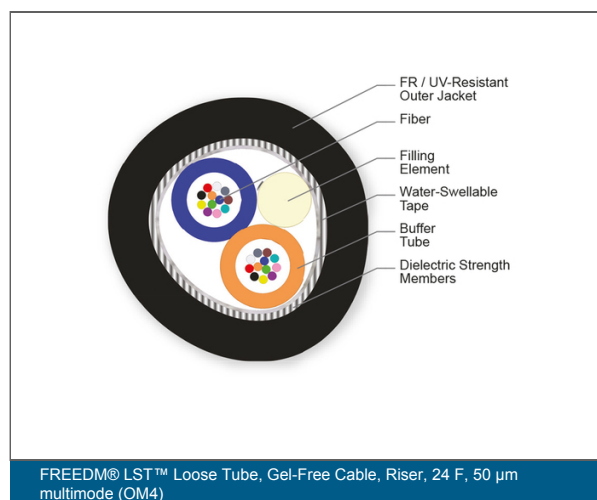 FR / UV-Resistant
Outer Jacket
Fiber
Filling
Element
Water-Swellable
Tape
Buffer
Tube
Dielectric Strength
Members
FREEDM® LST™ Loose Tube, Gel-Free Cable, Riser, 24 F, 50 µm
multimode (OM4)